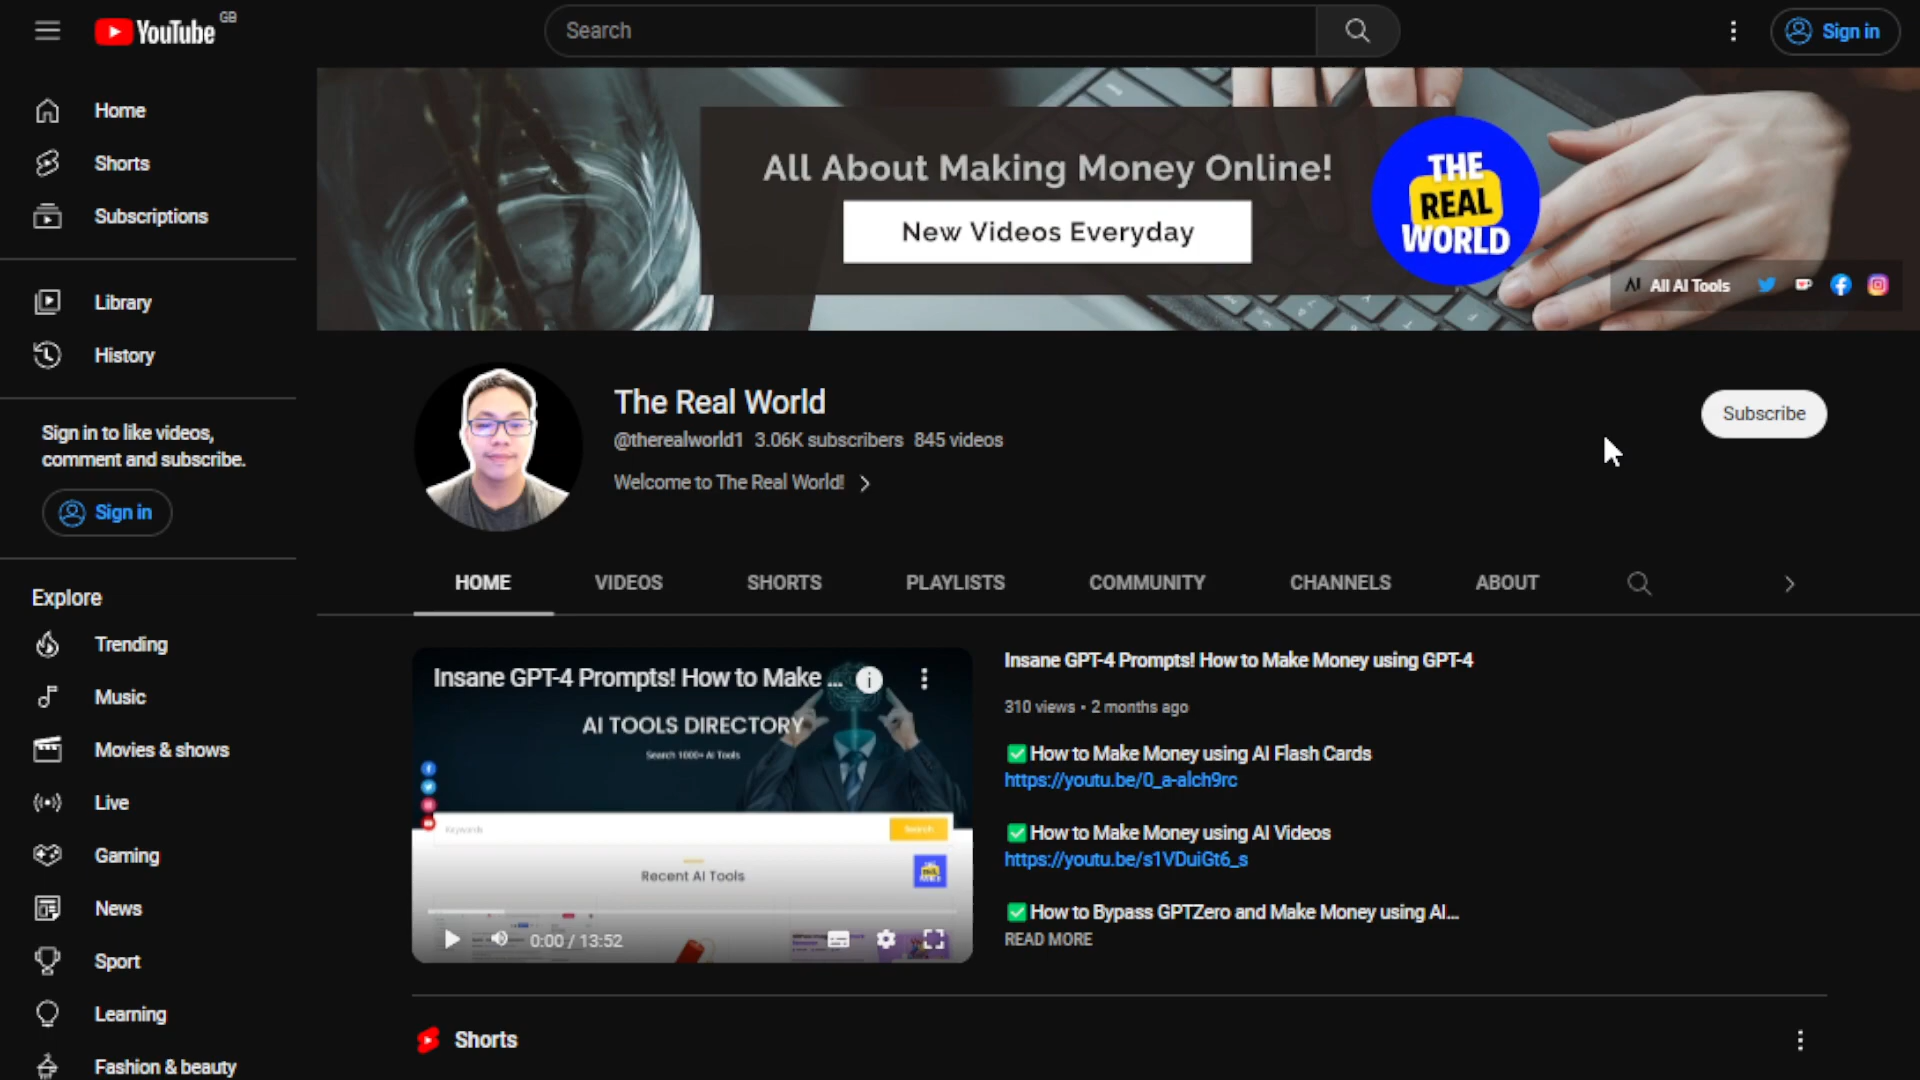 YouTube GB
Search
Sign in
Home
Shorts
Subscriptions
Library
History
Sign in to like videos,
comment and subscribe.
Sign in
Explore
Trending
Music
Movies & shows
Live
Gaming
News
Sport
Learning
Fashion & beauty
All About Making Money Online!
New Videos Everyday
THE
REAL
WORLD
All AI Tools
The Real World
@therealworld1 3.06K subscribers 845 videos
Welcome to The Real World!
Subscribe
HOME VIDEOS SHORTS PLAYLISTS COMMUNITY CHANNELS ABOUT
Insane GPT-4 Prompts! How to Make ...
AI TOOLS DIRECTORY
Search 1000+ AI Tools
Keywords
Search
Recent AI Tools
0:00 / 13:52
Insane GPT-4 Prompts! How to Make Money using GPT-4
310 views • 2 months ago
✅How to Make Money using AI Flash Cards
https://youtu.be/0_a-alch9rc
✅How to Make Money using AI Videos
https://youtu.be/s1VDuiGt6_s
✅How to Bypass GPTZero and Make Money using AI...
READ MORE
Shorts